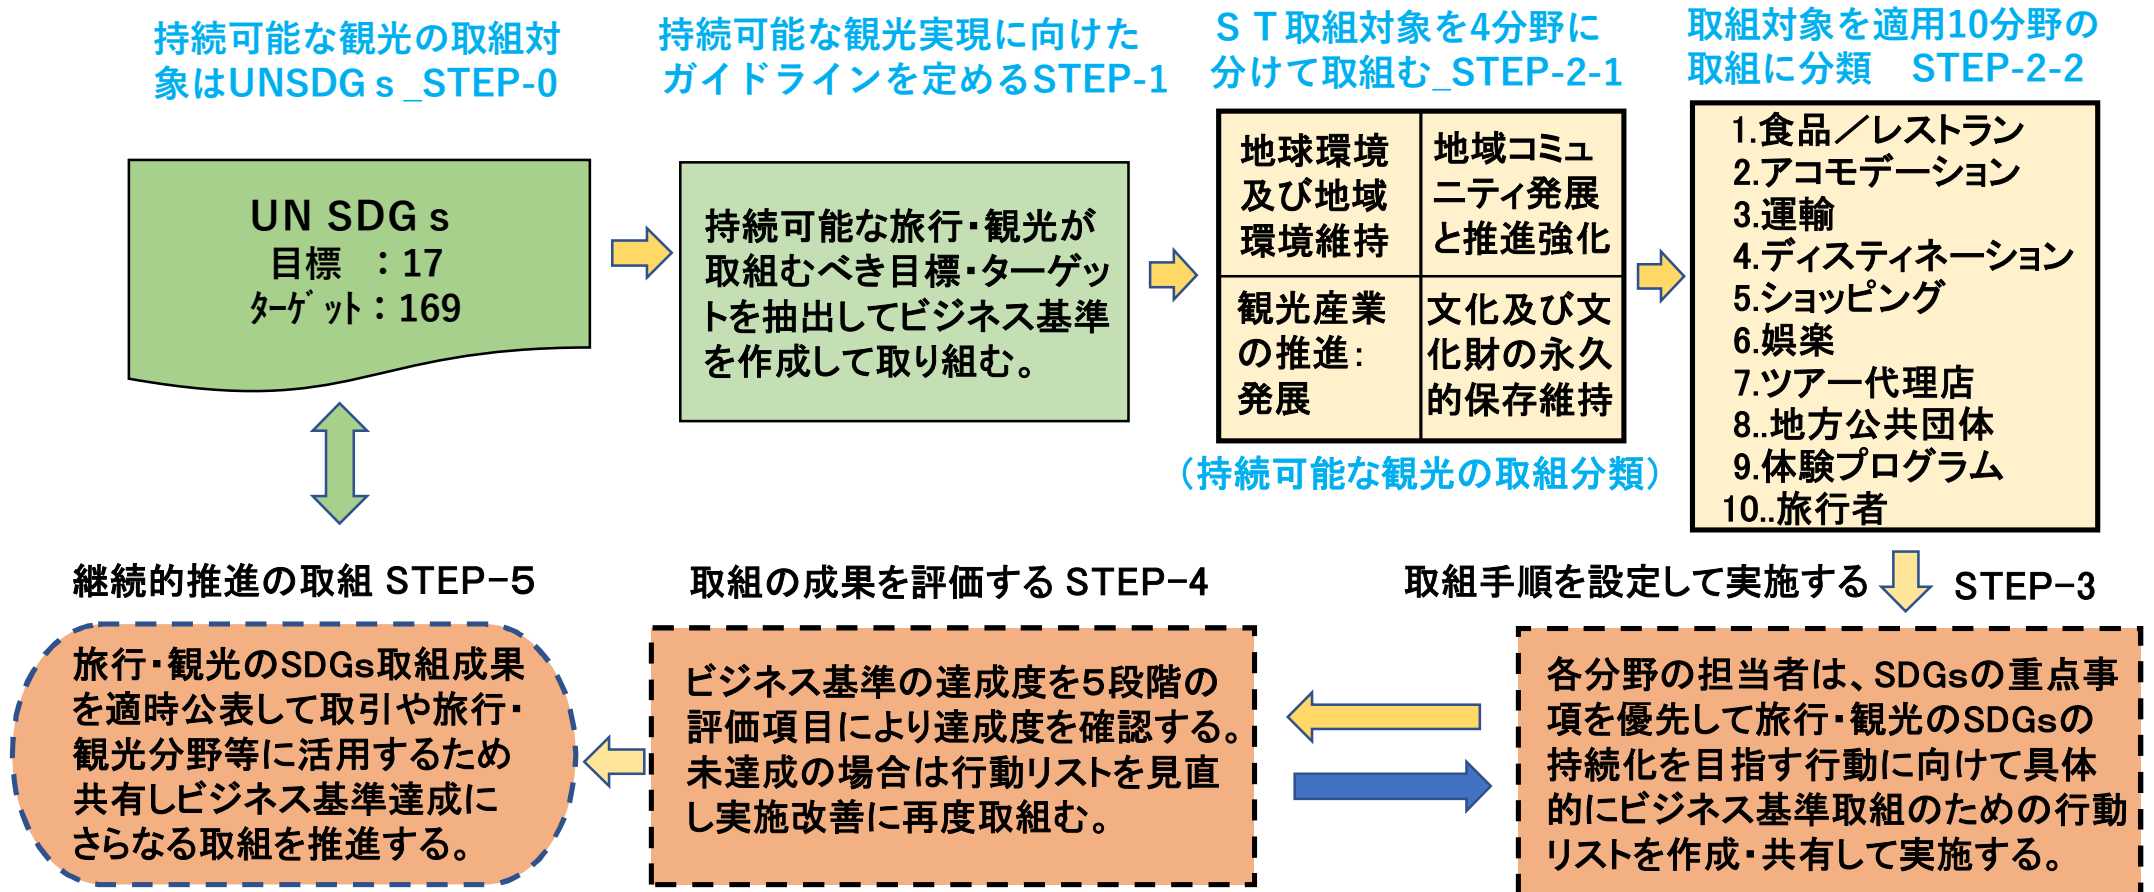 持続可能な観光の取組対
象はUNSDGｓ_STEP-0
持続可能な観光実現に向けた
ガイドラインを定めるSTEP-1
ＳＴ取組対象を4分野に
分けて取組む_STEP-2-1
取組対象を適用10分野の
取組に分類　STEP-2-2
UN SDGｓ
目標　：17
ﾀｰｹﾞｯﾄ：169
持続可能な旅行・観光が
取組むべき目標・ターゲッ
トを抽出してビジネス基準
を作成して取り組む。
地球環境
及び地域
環境維持
地域コミュ
ニティ発展
と推進強化
観光産業
の推進：
発展
文化及び文
化財の永久
的保存維持
（持続可能な観光の取組分類）
1.食品／レストラン
2.アコモデーション
3.運輸
4.ディスティネーション
5.ショッピング
6.娯楽
7.ツアー代理店
8..地方公共団体
9.体験プログラム
10..旅行者
継続的推進の取組 STEP−５
旅行・観光のSDGs取組成果
を適時公表して取引や旅行・
観光分野等に活用するため
共有しビジネス基準達成に
さらなる取組を推進する。
取組の成果を評価する STEP−4
ビジネス基準の達成度を５段階の
評価項目により達成度を確認する。
未達成の場合は行動リストを見直
し実施改善に再度取組む。
取組手順を設定して実施する STEP−3
各分野の担当者は、SDGsの重点事
項を優先して旅行・観光のSDGsの
持続化を目指す行動に向けて具体
的にビジネス基準取組のための行動
リストを作成・共有して実施する。